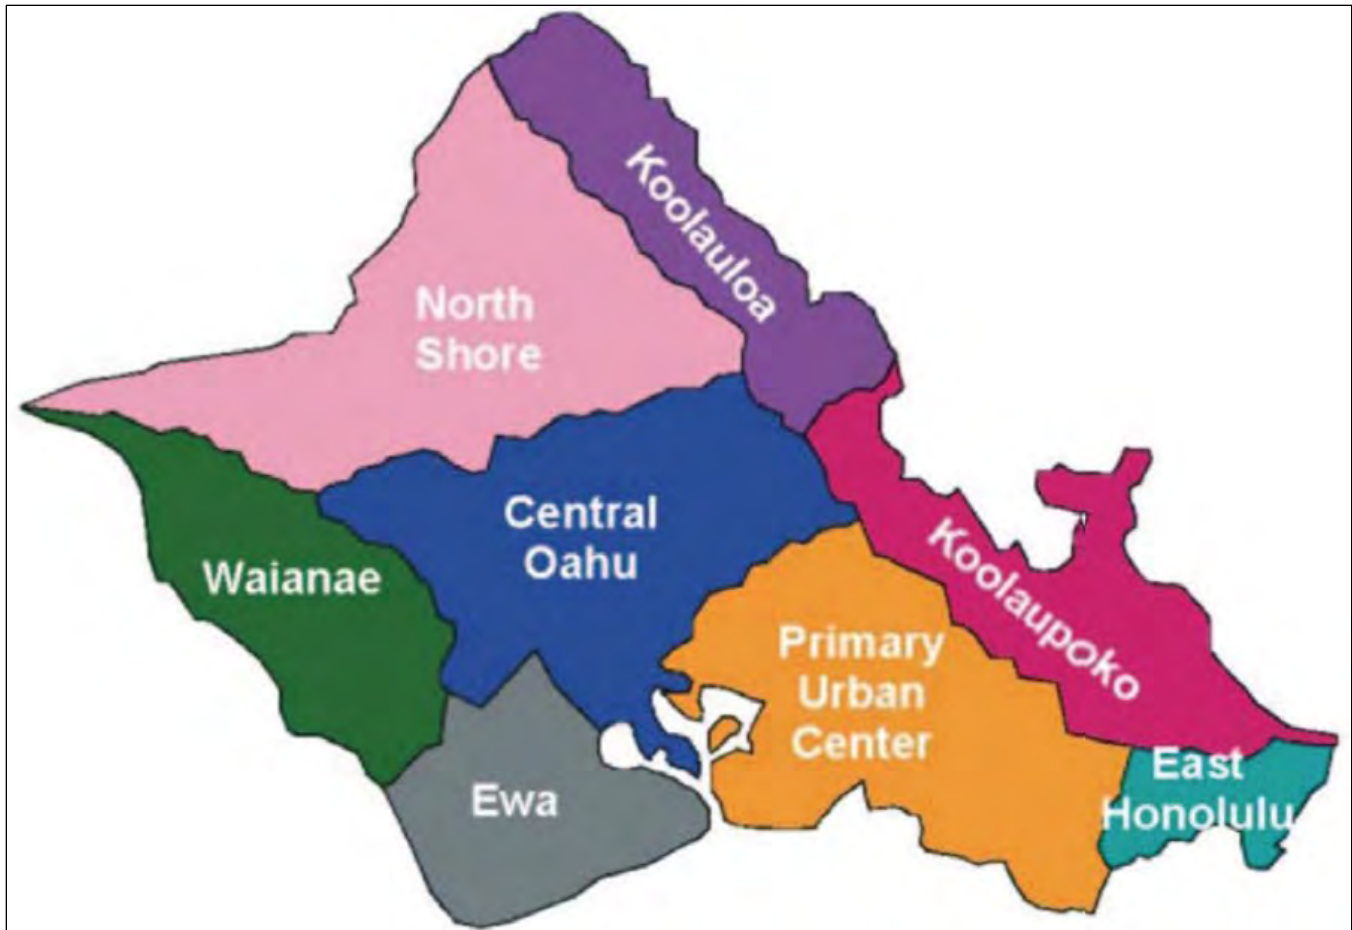 Koolauloa
North
Shore
Central
Oahu
Waianae
Koolaupoko
Primary
Urban
Center
East
Honolulu
Ewa